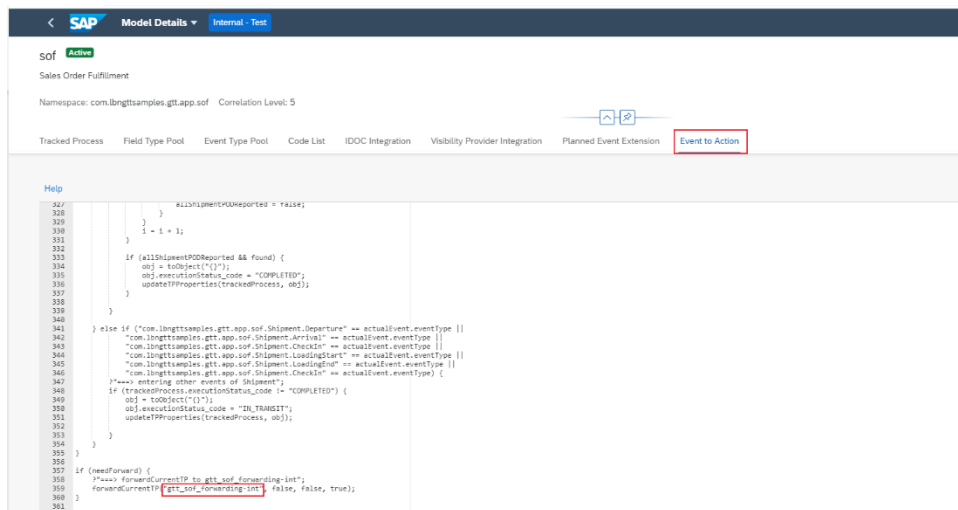 SAP Model Details Internal - Test
sof Active
Sales Order Fulfillment
Namespace: com.lbngttsamples.gtt.app.sof Correlation Level: 5
Tracked Process Field Type Pool Event Type Pool Code List IDOC Integration Visibility Provider Integration Planned Event Extension Event to Action
Help
327 allShipmentPODReported = false;
328 }
329 }
330 i = i + 1;
331 }
332
333 if (allShipmentPODReported && found) {
334 obj = toObject("{}");
335 obj.executionStatus_code = "COMPLETED";
336 updateTPProperties(trackedProcess, obj);
337 }
338
339 }
340
341 } else if ("com.lbngttsamples.gtt.app.sof.Shipment.Departure" == actualEvent.eventType ||
342 "com.lbngttsamples.gtt.app.sof.Shipment.Arrival" == actualEvent.eventType ||
343 "com.lbngttsamples.gtt.app.sof.Shipment.CheckIn" == actualEvent.eventType ||
344 "com.lbngttsamples.gtt.app.sof.Shipment.LoadingStart" == actualEvent.eventType ||
345 "com.lbngttsamples.gtt.app.sof.Shipment.LoadingEnd" == actualEvent.eventType ||
346 "com.lbngttsamples.gtt.app.sof.Shipment.CheckIn" == actualEvent.eventType) {
347 ?"===> entering other events of Shipment";
348 if (trackedProcess.executionStatus_code != "COMPLETED") {
349 obj = toObject("{}");
350 obj.executionStatus_code = "IN_TRANSIT";
351 updateTPProperties(trackedProcess, obj);
352
353 }
354 }
355 }
356
357 if (needForward) {
358 ?"===> forwardCurrentTP to gtt_sof_forwarding-int";
359 forwardCurrentTP("gtt_sof_forwarding-int", false, false, true);
360 }
361